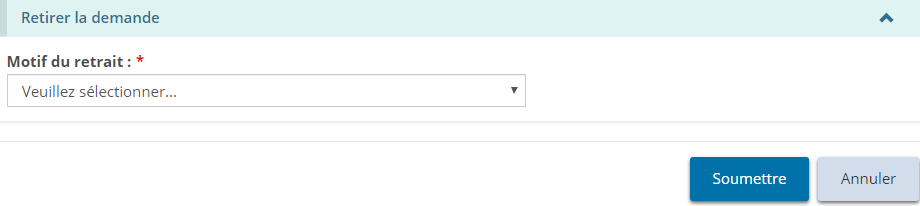 Retirer la demande
Motif du retrait : *
Veuillez sélectionner...
Soumettre Annuler